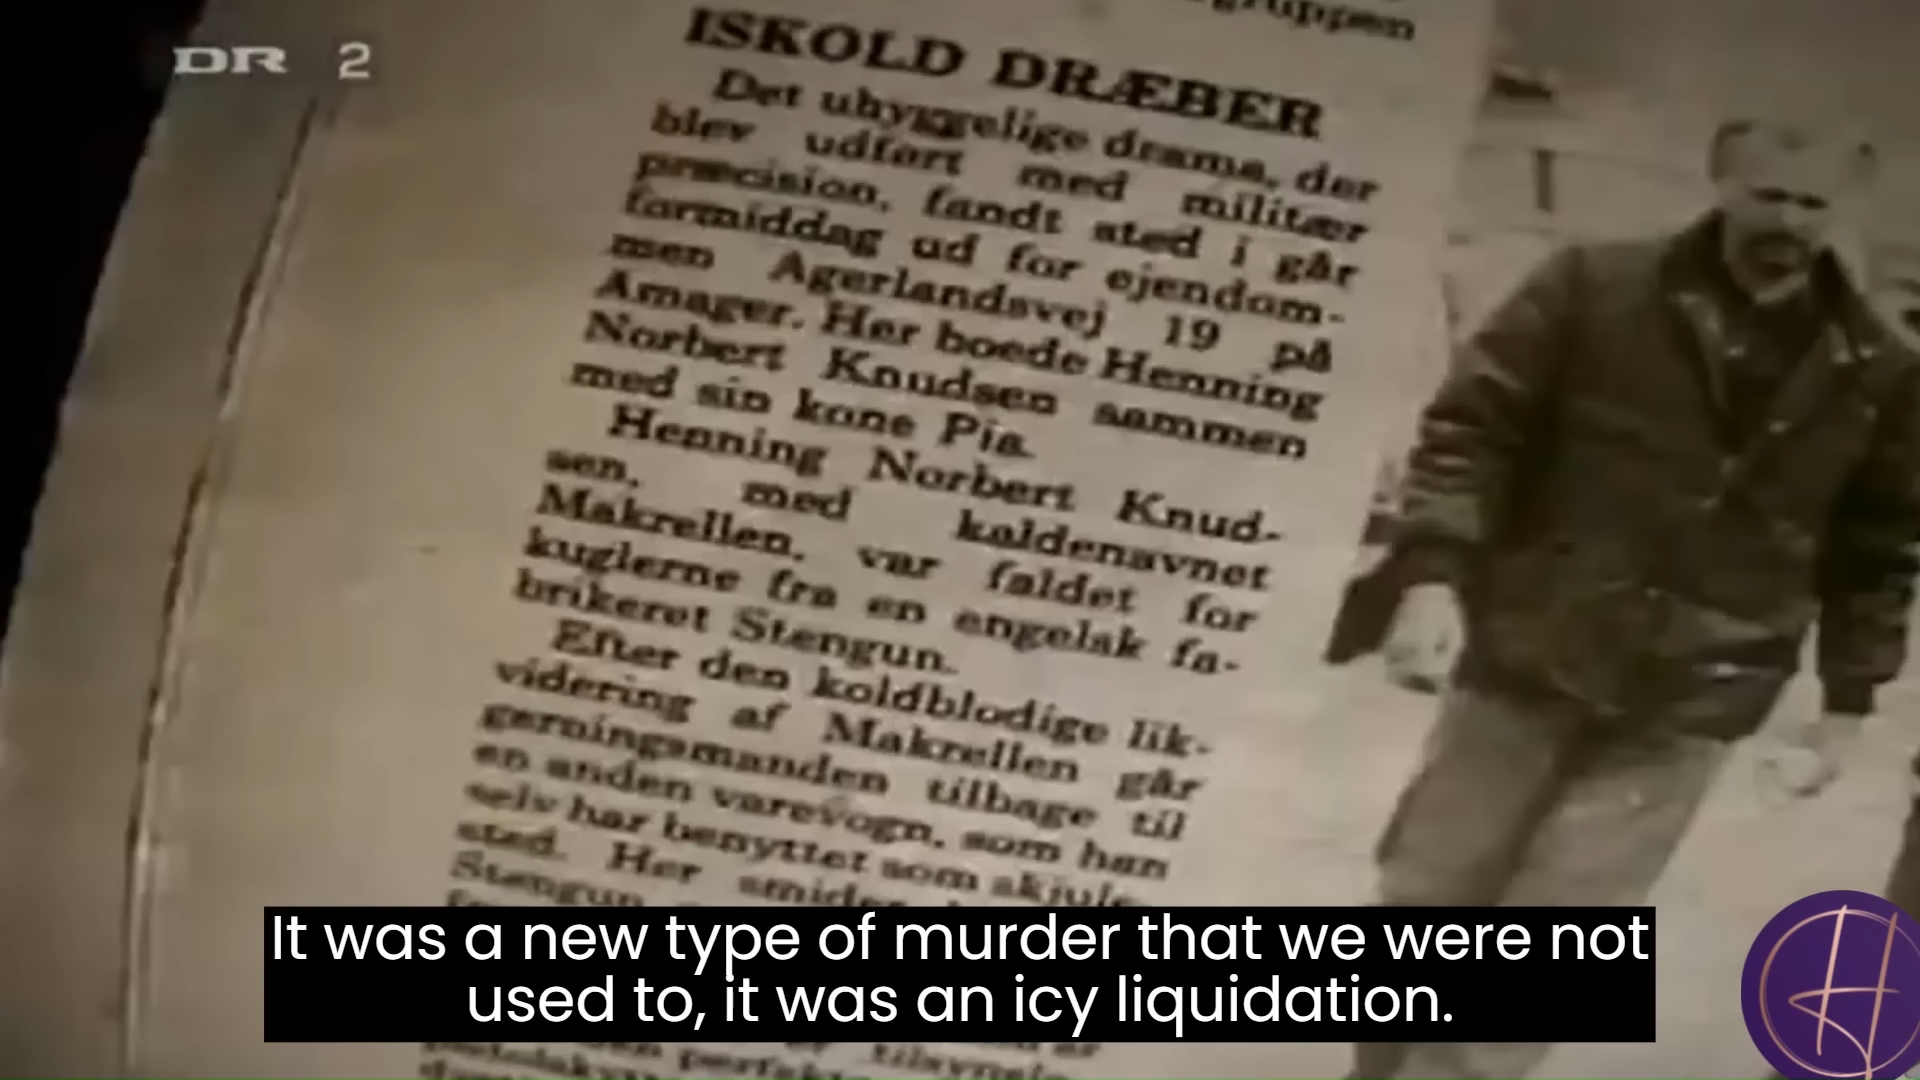 DR 2
gruppen
ISKOLD DRÆBER
Det uhyggelige drama, der
blev udført med militær
præcision, fandt sted i går
formiddag ud for ejendom-
men Agerlandsvej 19 på
Amager. Her boede Henning
Norbert Knudsen sammen
med sin kone Pia.
Henning Norbert Knud-
sen, med kaldenavnet
Makrellen, var faldet for
kuglerne fra en engelsk fa-
brikeret Stengun.
Efter den koldblodige lik-
videring af Makrellen går
gerningsmanden tilbage til
en anden varevogn, som han
selv har benyttet som skjule-
sted. Her smider
Stengun
It was a new type of murder that we were not
used to, it was an icy liquidation.